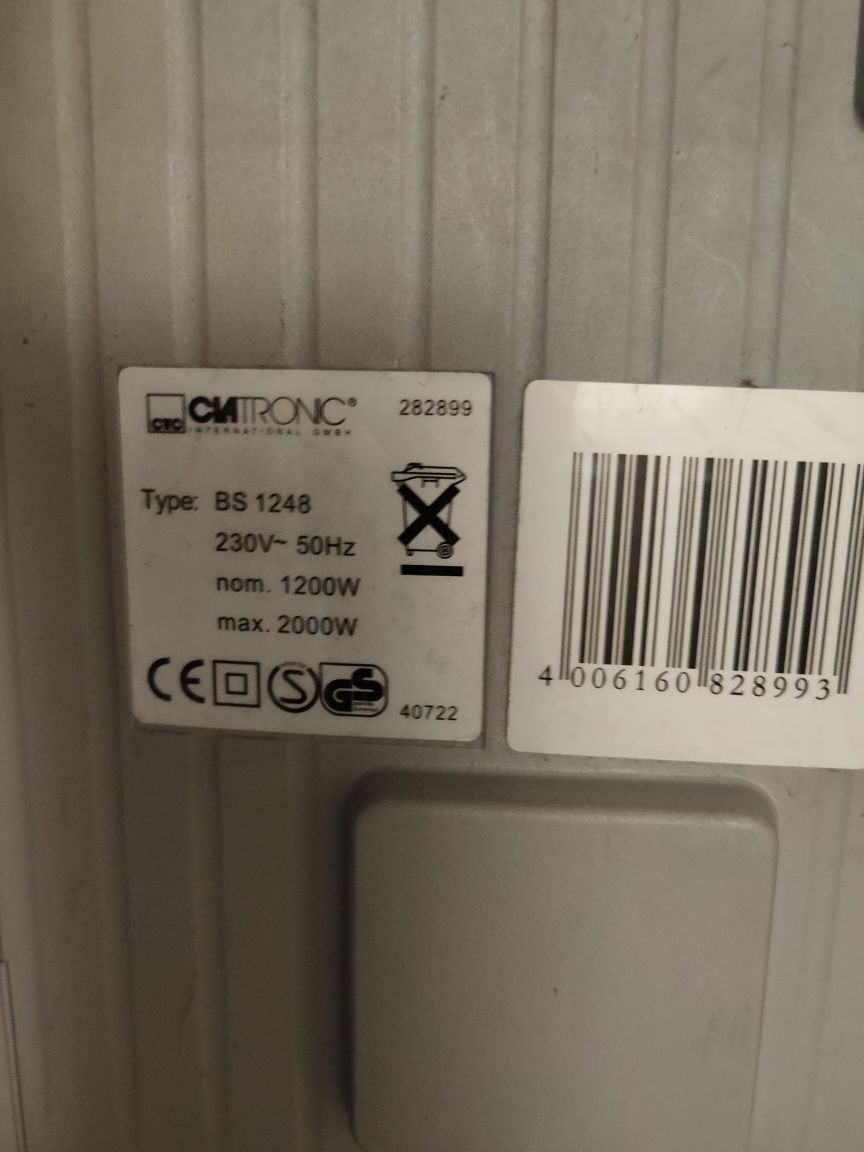 CTC CLATRONIC®
INTERNATIONAL GMBH
282899
Type: BS 1248
230V~ 50Hz
nom. 1200W
max. 2000W
CE S GS
40722
4 006160 828993